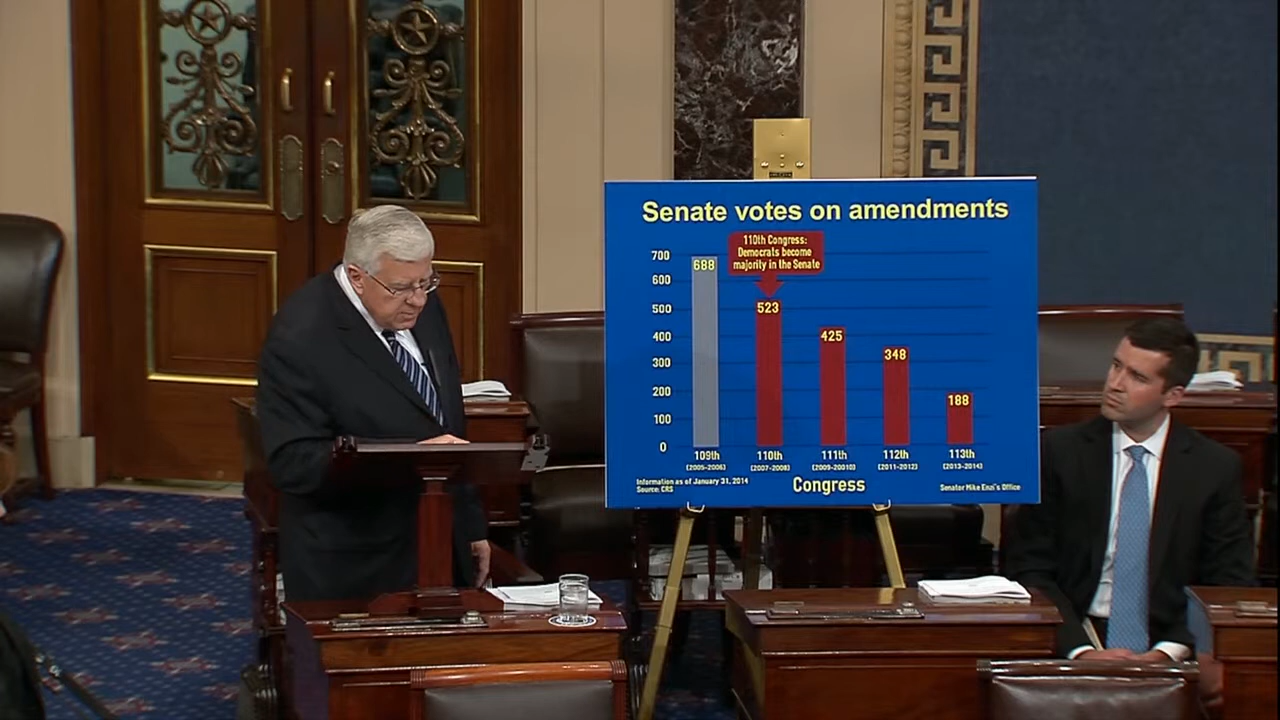 Senate votes on amendments
110th Congress:
Democrats become
majority in the Senate
700
600
500
400
300
200
100
0
688
523
425
348
188
109th
(2005-2006)
110th
(2007-2008)
111th
(2009-20010)
112th
(2011-2012)
113th
(2013-2014)
Information as of January 31, 2014
Source: CRS
Congress
Senator Mike Enzi's Office